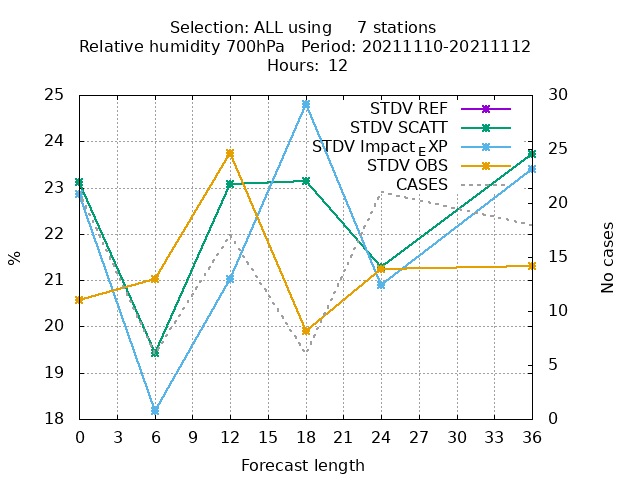 Selection: ALL using 7 stations
Relative humidity 700hPa Period: 20211110-20211112
Hours: 12
25
24
23
22
21
20
19
18
%
30
25
20
15
10
5
0
No cases
STDV REF
STDV SCATT
STDV Impact_EXP
STDV OBS
CASES
0 3 6 9 12 15 18 21 24 27 30 33 36
Forecast length